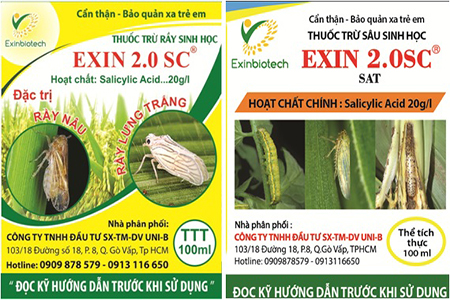 Cẩn thận - Bảo quản xa trẻ em
Exinbiotech
THUỐC TRỪ RẦY SINH HỌC
EXIN 2.0 SC®
Hoạt chất: Salicylic Acid...20g/l
Đặc trị
RẦY NÂU
RẦY LƯNG TRẮNG
Nhà phân phối:
CÔNG TY TNHH ĐẦU TƯ SX-TM-DV UNI-B
103/18 Đường số 18, P. 8, Q. Gò Vấp, Tp HCM
Hotline: 0909 878 579 - 0913 116 650
TTT
100ml
" ĐỌC KỸ HƯỚNG DẪN TRƯỚC KHI SỬ DỤNG "
Cẩn thận - Bảo quản xa trẻ em
Exinbiotech
THUỐC TRỪ SÂU SINH HỌC
EXIN 2.0SC®
SAT
HOẠT CHẤT CHÍNH : Salicylic Acid 20g/l
Nhà phân phối:
CÔNG TY TNHH ĐẦU TƯ SX-TM-DV UNI-B
103/18 Đường 18, P.8, Q. Gò Vấp, TPHCM
Hotline: 0909878579 - 0913116650
Thể tích
thực
100 ml
ĐỌC KỸ HƯỚNG DẪN TRƯỚC KHI SỬ DỤNG "